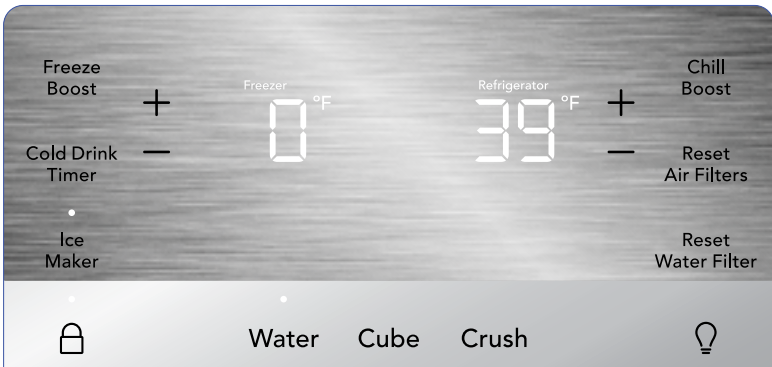 Freeze
Boost
+
Freezer
0 °F
Refrigerator
39 °F
+
Chill
Boost
Cold Drink
Timer
−
−
Reset
Air Filters
Ice
Maker
Reset
Water Filter
Water Cube Crush